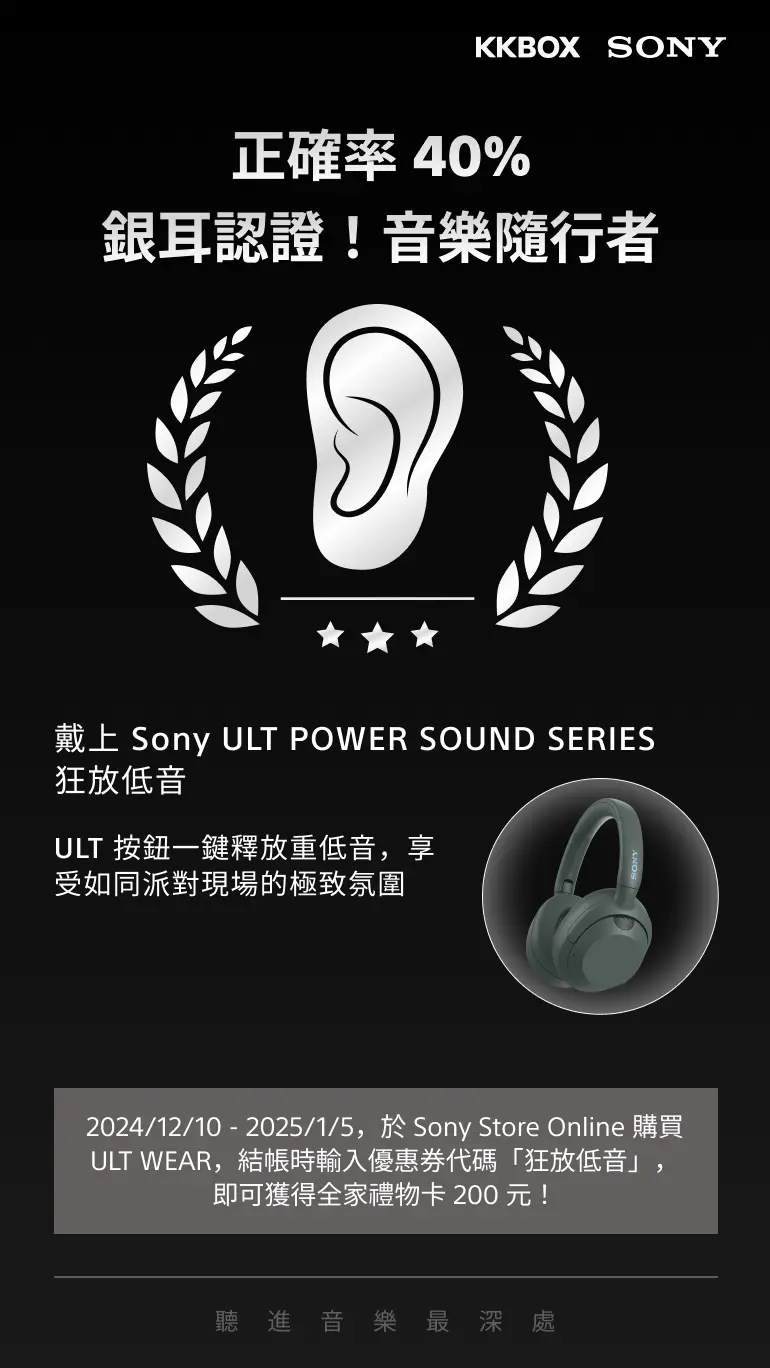 KKBOX SONY
正確率 40%
銀耳認證！音樂隨行者
戴上 Sony ULT POWER SOUND SERIES
狂放低音
ULT 按鈕一鍵釋放重低音，享
受如同派對現場的極致氛圍
SONY
2024/12/10 - 2025/1/5，於 Sony Store Online 購買
ULT WEAR，結帳時輸入優惠券代碼「狂放低音」，
即可獲得全家禮物卡 200 元！
聽進音樂最深處